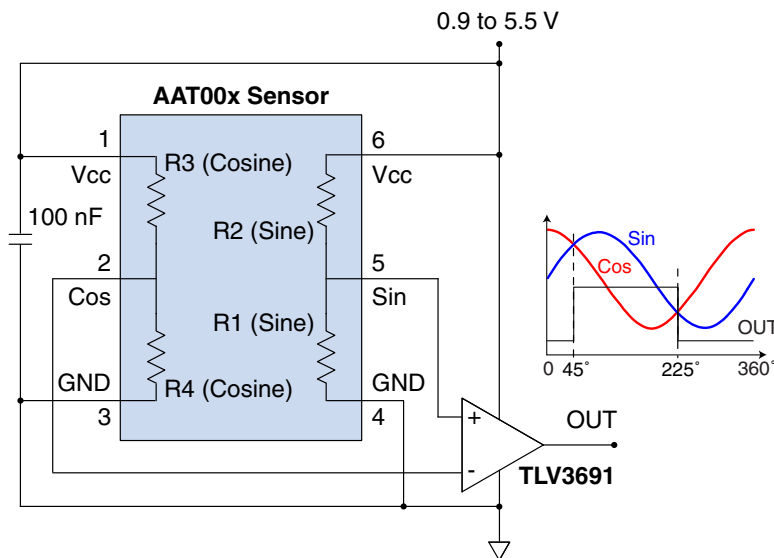 0.9 to 5.5 V
AAT00x Sensor
1
6
R3 (Cosine)
Vcc
Vcc
100 nF
R2 (Sine)
2
5
Cos
Sin
R1 (Sine)
GND
GND
R4 (Cosine)
3
4
+
-
OUT
TLV3691
Sin
Cos
OUT
0 45° 225° 360°